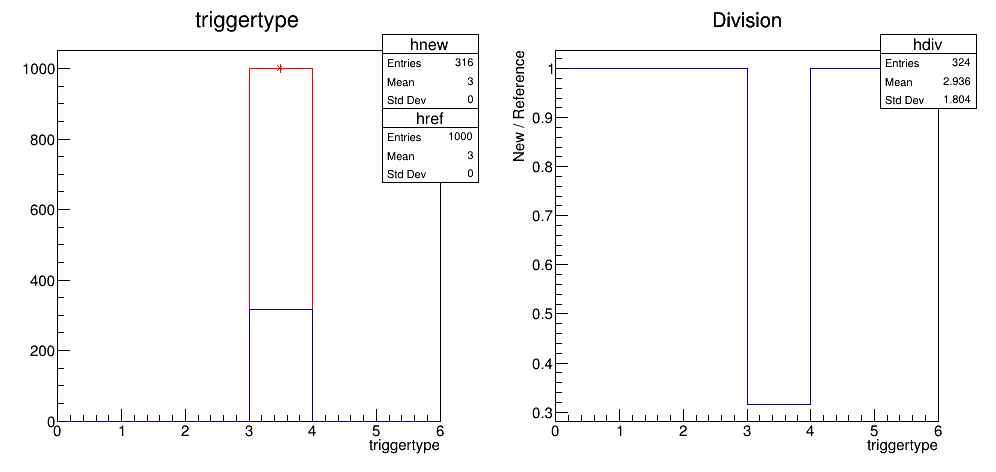 triggertype
hnew
Entries 316
Mean 3
Std Dev 0
href
Entries 1000
Mean 3
Std Dev 0
1000
800
600
400
200
0
0 1 2 3 4 5 6
triggertype
Division
hdiv
Entries 324
Mean 2.936
Std Dev 1.804
New / Reference
1
0.9
0.8
0.7
0.6
0.5
0.4
0.3
0 1 2 3 4 5 6
triggertype